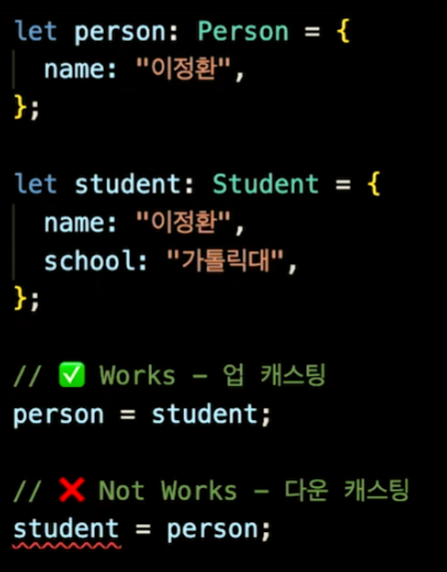 let person: Person = {
  name: "이정환",
};
let student: Student = {
  name: "이정환",
  school: "가톨릭대",
};
// ✅ Works - 업 캐스팅
person = student;
// ❌ Not Works - 다운 캐스팅
student = person;